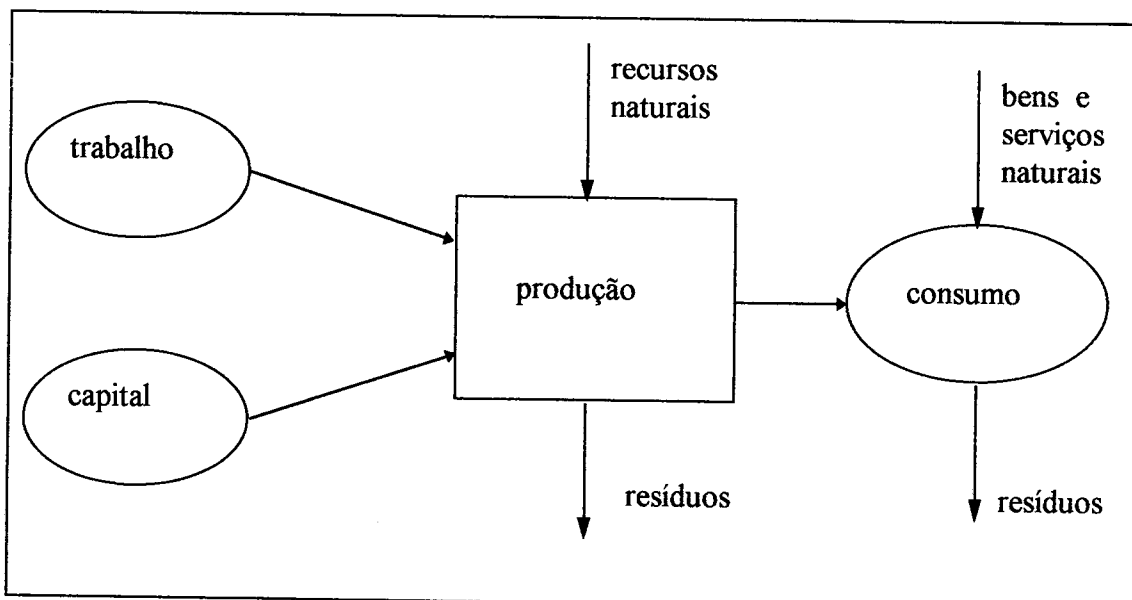 trabalho
capital
recursos
naturais
produção
resíduos
bens e
serviços
naturais
consumo
resíduos